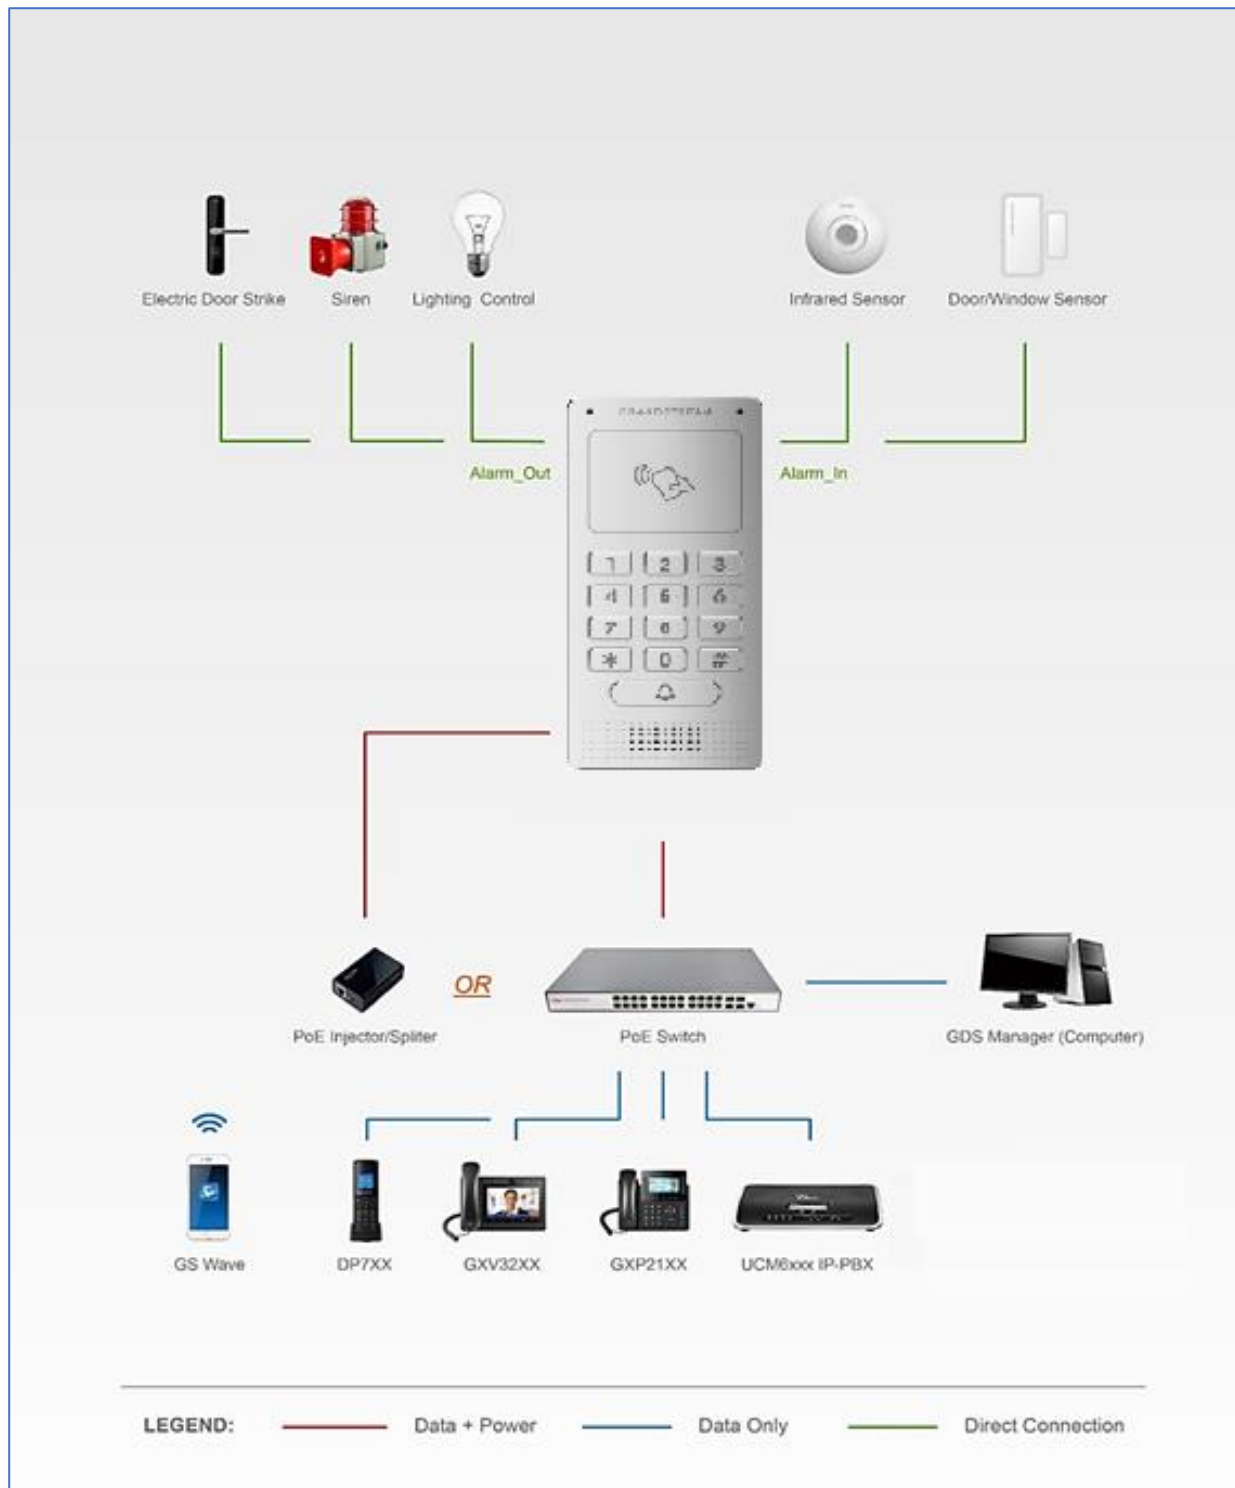 Electric Door Strike
Siren
Lighting Control
Infrared Sensor
Door/Window Sensor
GRANDSTREAM
Alarm_Out
Alarm_In
1 2 3
4 5 6
7 8 9
* 0 #
PoE Injector/Spliter
OR
PoE Switch
GDS Manager (Computer)
GS Wave
DP7XX
GXV32XX
GXP21XX
UCM6xxx IP-PBX
LEGEND:
Data + Power
Data Only
Direct Connection